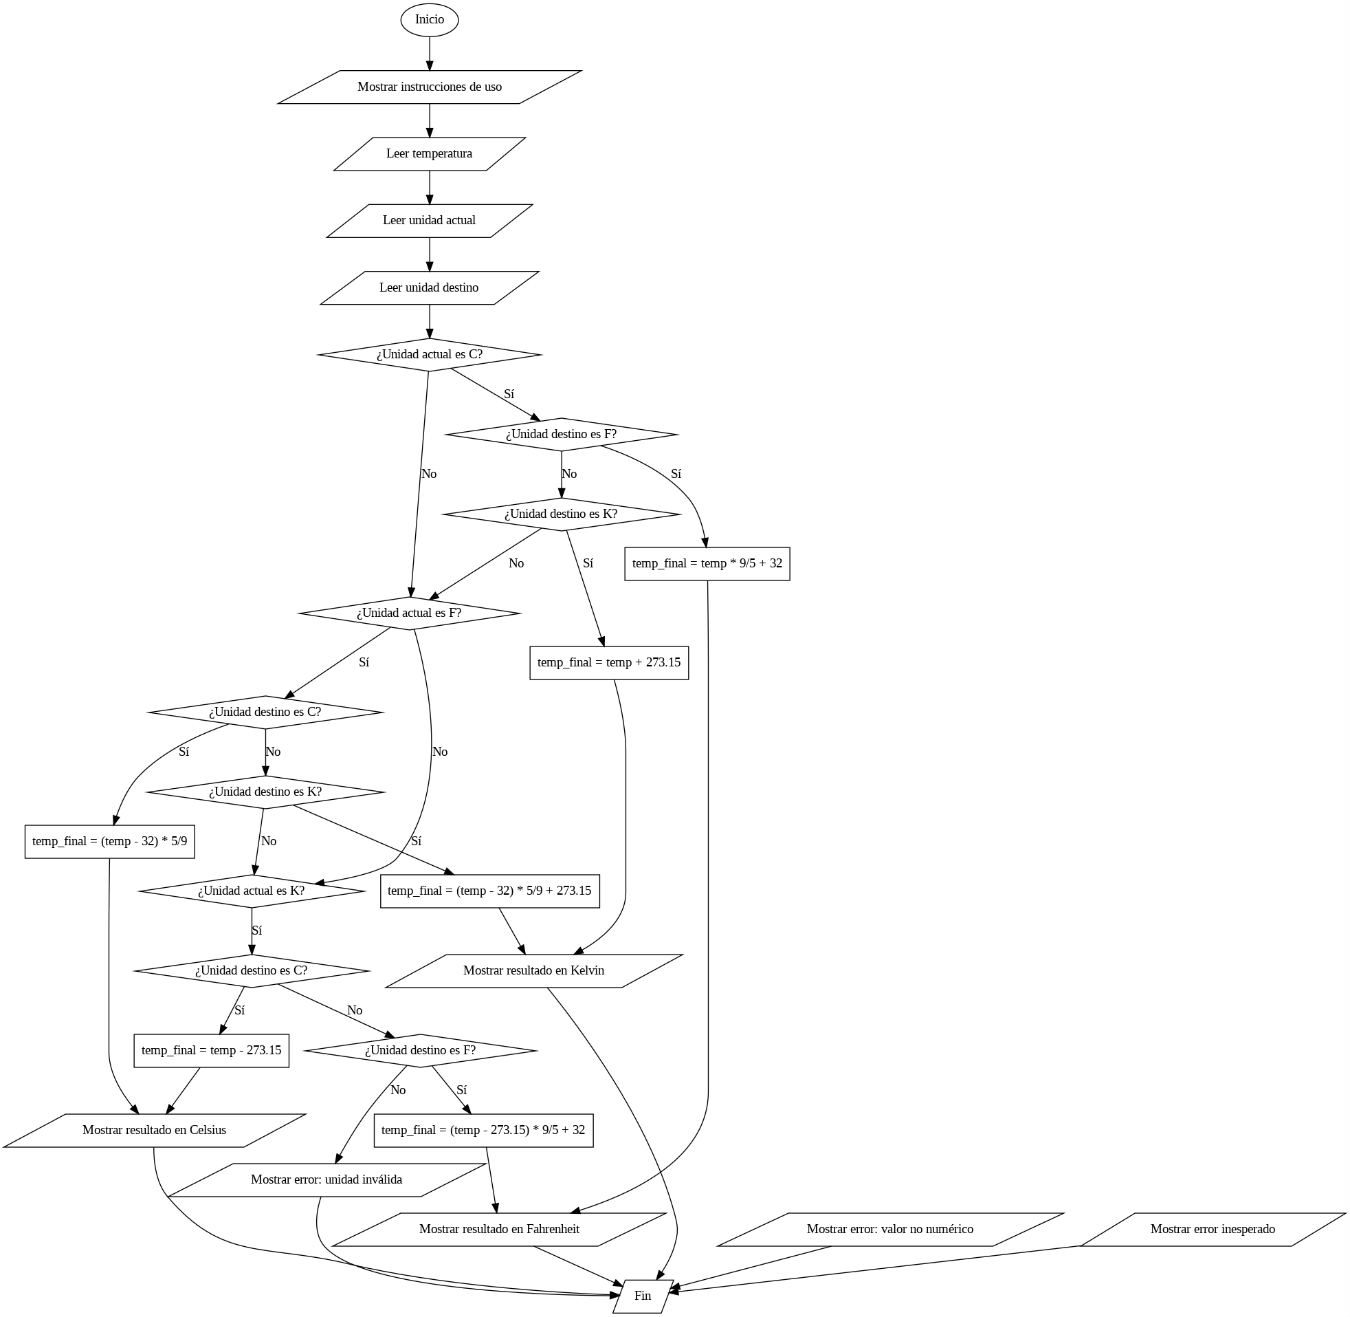 Inicio
Mostrar instrucciones de uso
Leer temperatura
Leer unidad actual
Leer unidad destino
¿Unidad actual es C?
Sí
¿Unidad destino es F?
No
No
Sí
¿Unidad destino es K?
No
Sí
temp_final = temp * 9/5 + 32
¿Unidad actual es F?
Sí
temp_final = temp + 273.15
¿Unidad destino es C?
Sí
No
No
¿Unidad destino es K?
temp_final = (temp - 32) * 5/9
No
Sí
¿Unidad actual es K?
temp_final = (temp - 32) * 5/9 + 273.15
Sí
¿Unidad destino es C?
Mostrar resultado en Kelvin
Sí
No
temp_final = temp - 273.15
¿Unidad destino es F?
No
Sí
Mostrar resultado en Celsius
temp_final = (temp - 273.15) * 9/5 + 32
Mostrar error: unidad inválida
Mostrar resultado en Fahrenheit
Mostrar error: valor no numérico
Mostrar error inesperado
Fin